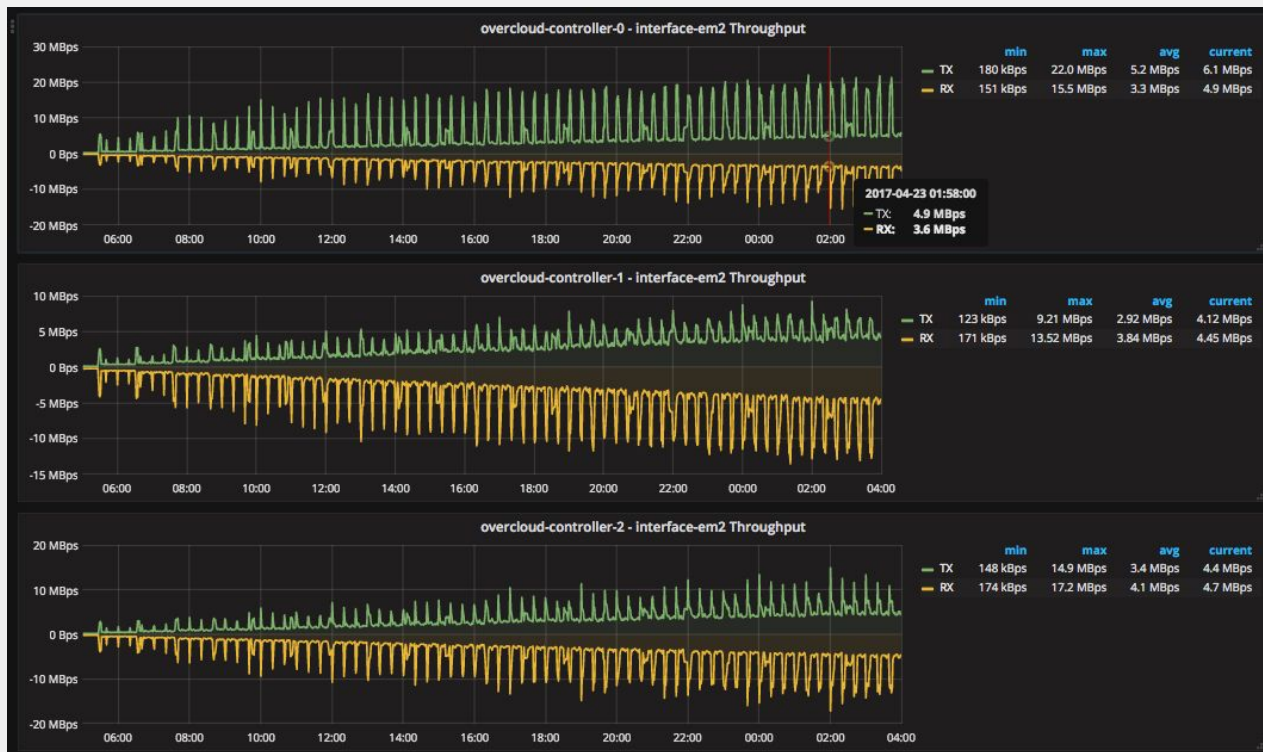 overcloud-controller-0 - interface-em2 Throughput
30 MBps
20 MBps
10 MBps
0 Bps
-10 MBps
-20 MBps
06:00 08:00 10:00 12:00 14:00 16:00 18:00 20:00 22:00 00:00 02:00
min max avg current
TX 180 kBps 22.0 MBps 5.2 MBps 6.1 MBps
RX 151 kBps 15.5 MBps 3.3 MBps 4.9 MBps
2017-04-23 01:58:00
TX: 4.9 MBps
RX: 3.6 MBps
overcloud-controller-1 - interface-em2 Throughput
10 MBps
5 MBps
0 Bps
-5 MBps
-10 MBps
-15 MBps
06:00 08:00 10:00 12:00 14:00 16:00 18:00 20:00 22:00 00:00 02:00 04:00
min max avg current
TX 123 kBps 9.21 MBps 2.92 MBps 4.12 MBps
RX 171 kBps 13.52 MBps 3.84 MBps 4.45 MBps
overcloud-controller-2 - interface-em2 Throughput
20 MBps
10 MBps
0 Bps
-10 MBps
-20 MBps
06:00 08:00 10:00 12:00 14:00 16:00 18:00 20:00 22:00 00:00 02:00 04:00
min max avg current
TX 148 kBps 14.9 MBps 3.4 MBps 4.4 MBps
RX 174 kBps 17.2 MBps 4.1 MBps 4.7 MBps